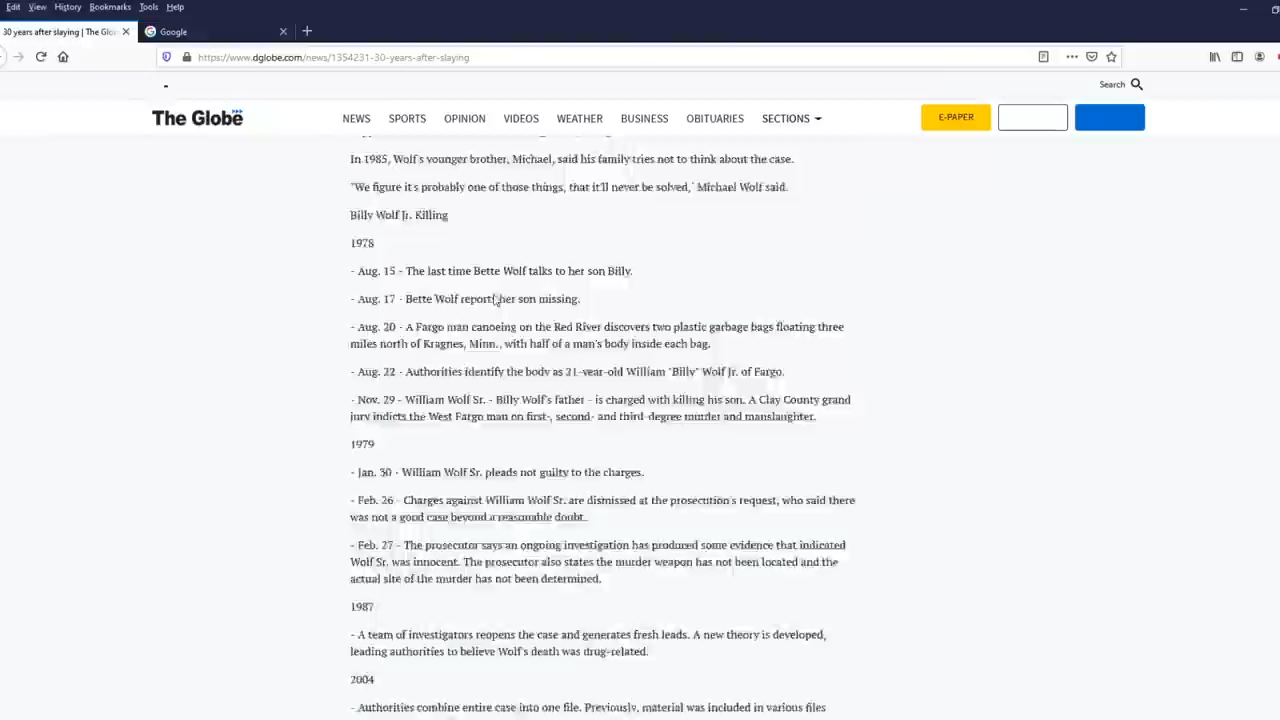 Edit View History Bookmarks Tools Help
30 years after slaying | The Glo
Google
https://www.dglobe.com/news/1354231-30-years-after-slaying
Search
The Globe NEWS SPORTS OPINION VIDEOS WEATHER BUSINESS OBITUARIES SECTIONS E-PAPER
In 1985, Wolf's younger brother, Michael, said his family tries not to think about the case.
"We figure it's probably one of those things, that it'll never be solved,' Michael Wolf said.
Billy Wolf Jr. Killing
1978
- Aug. 15 - The last time Bette Wolf talks to her son Billy.
- Aug. 17 - Bette Wolf reports her son missing.
- Aug. 20 - A Fargo man canoeing on the Red River discovers two plastic garbage bags floating three
miles north of Kragnes, Minn., with half of a man's body inside each bag.
- Aug. 22 - Authorities identify the body as 21-year-old William "Billy" Wolf Jr. of Fargo.
- Nov. 29 - William Wolf Sr. - Billy Wolf's father - is charged with killing his son. A Clay County grand
jury indicts the West Fargo man on first-, second- and third-degree murder and manslaughter.
1979
- Jan. 30 - William Wolf Sr. pleads not guilty to the charges.
- Feb. 26 - Charges against William Wolf Sr. are dismissed at the prosecution's request, who said there
was not a good case beyond a reasonable doubt.
- Feb. 27 - The prosecutor says an ongoing investigation has produced some evidence that indicated
Wolf Sr. was innocent. The prosecutor also states the murder weapon has not been located and the
actual site of the murder has not been determined.
1987
- A team of investigators reopens the case and generates fresh leads. A new theory is developed,
leading authorities to believe Wolf's death was drug-related.
2004
- Authorities combine entire case into one file. Previously, material was included in various files